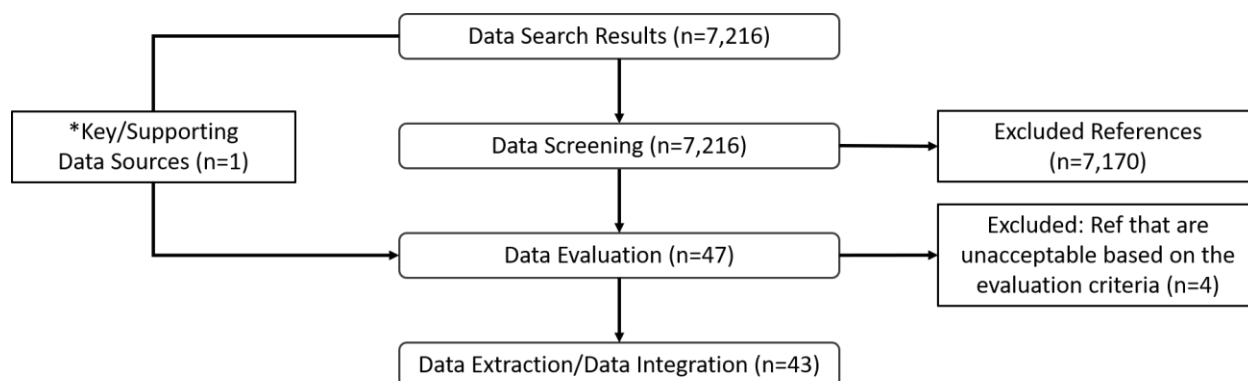 Data Search Results (n=7,216)
*Key/Supporting
Data Sources (n=1)
Data Screening (n=7,216)
Excluded References
(n=7,170)
Data Evaluation (n=47)
Excluded: Ref that are
unacceptable based on the
evaluation criteria (n=4)
Data Extraction/Data Integration (n=43)